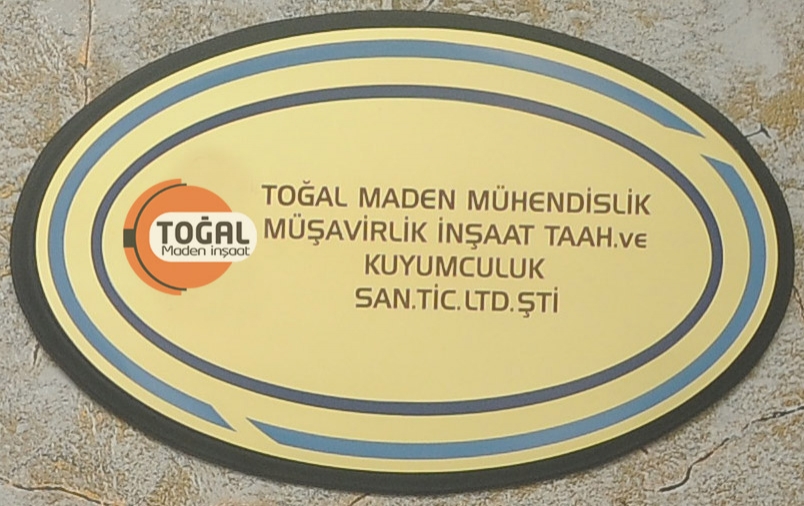 TOĞAL
Maden inşaat
TOĞAL MADEN MÜHENDİSLİK
MÜŞAVİRLİK İNŞAAT TAAH.ve
KUYUMCULUK
SAN.TİC.LTD.ŞTİ